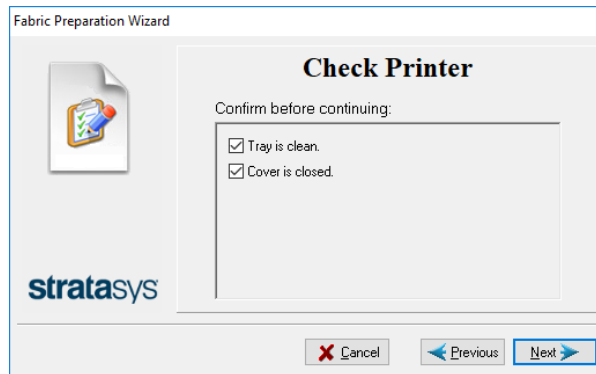 Fabric Preparation Wizard
Check Printer
Confirm before continuing:
Tray is clean.
Cover is closed.
stratasys
Cancel
Previous
Next